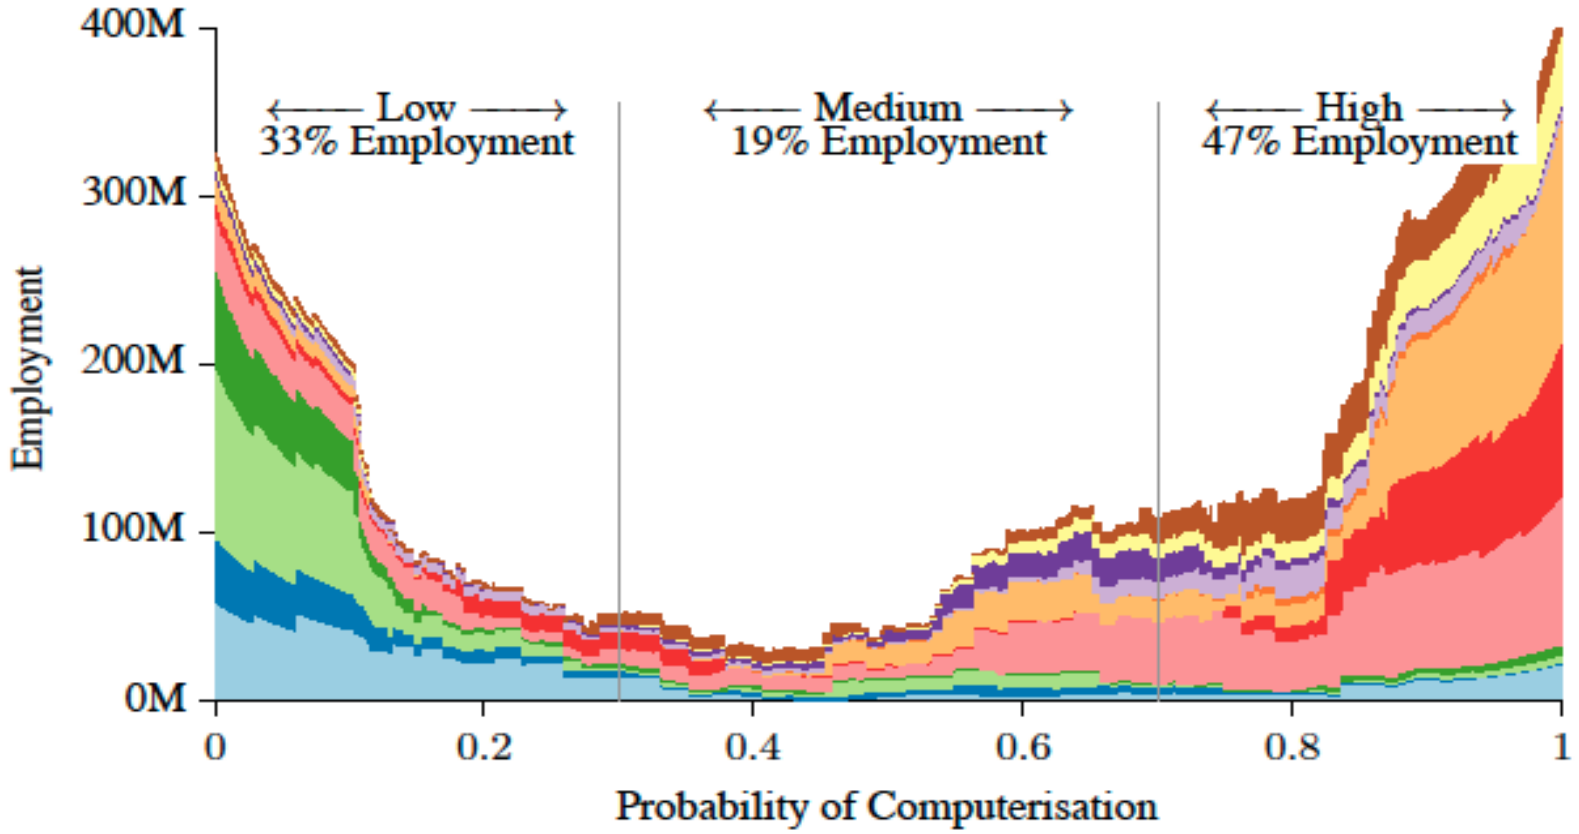 400M
300M
200M
100M
0M
Employment
Low
33% Employment
Medium
19% Employment
High
47% Employment
0 0.2 0.4 0.6 0.8 1
Probability of Computerisation